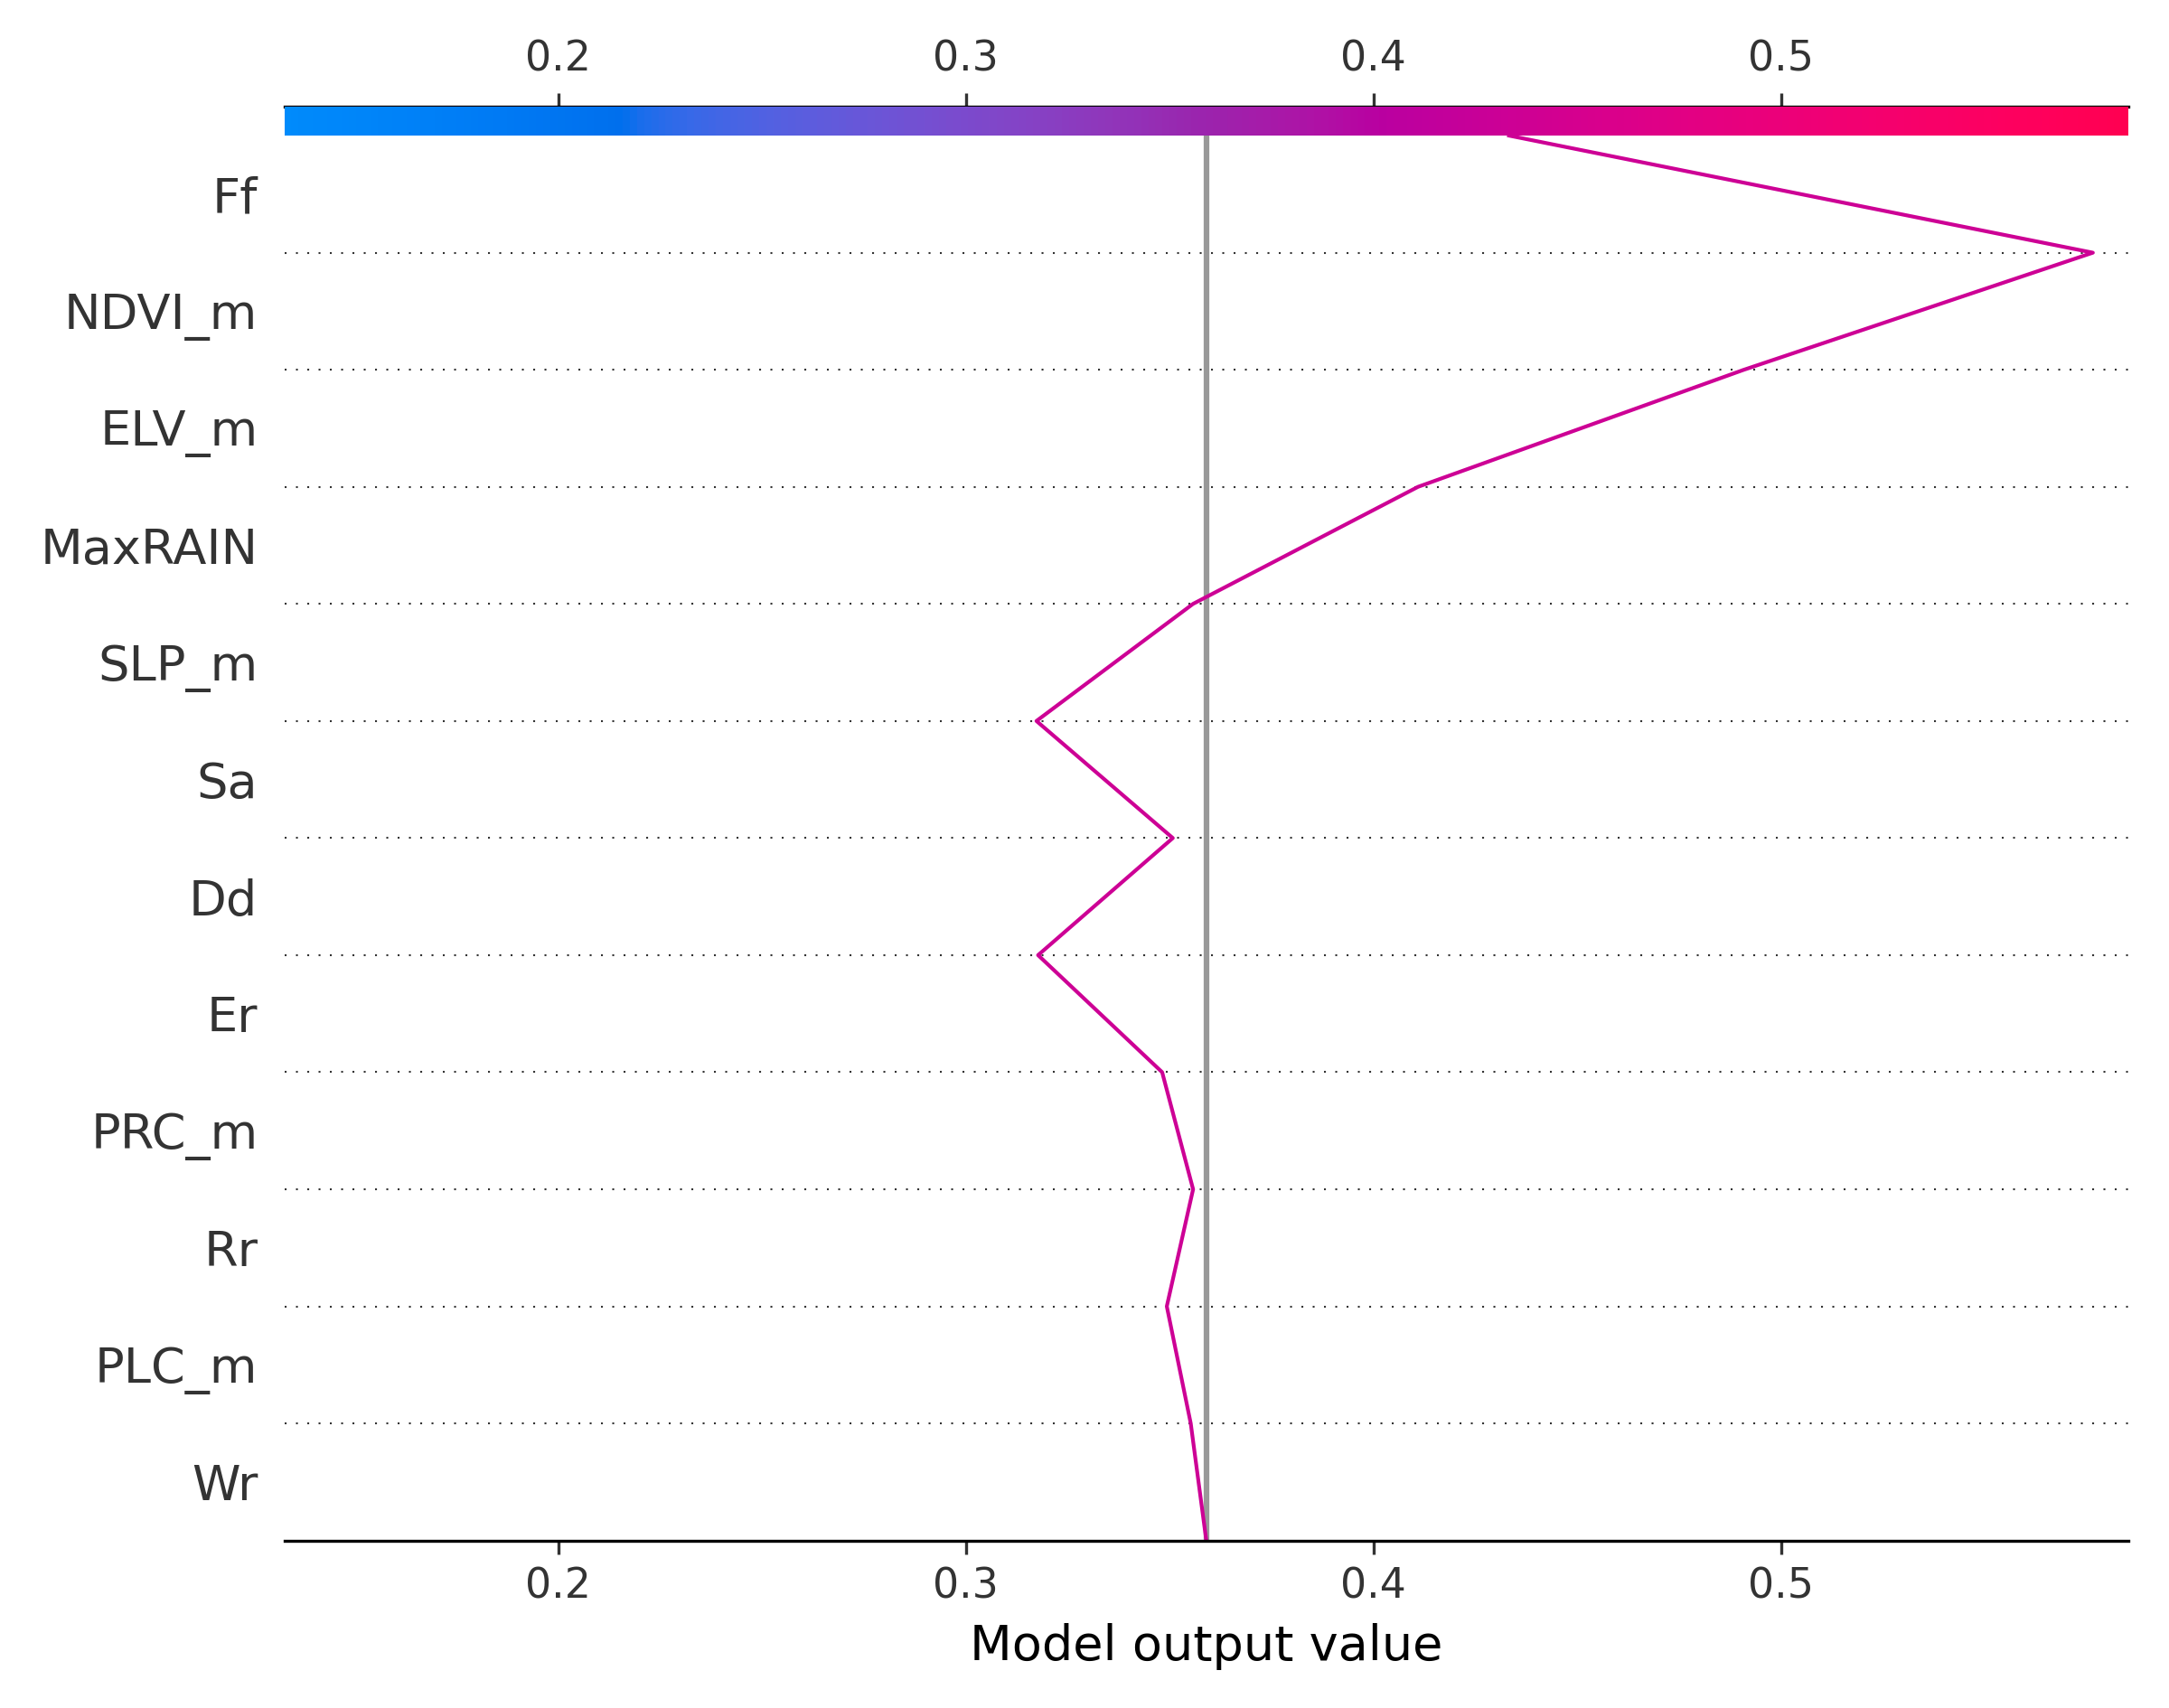 0.2 0.3 0.4 0.5
Ff
NDVI_m
ELV_m
MaxRAIN
SLP_m
Sa
Dd
Er
PRC_m
Rr
PLC_m
Wr
0.2 0.3 0.4 0.5
Model output value